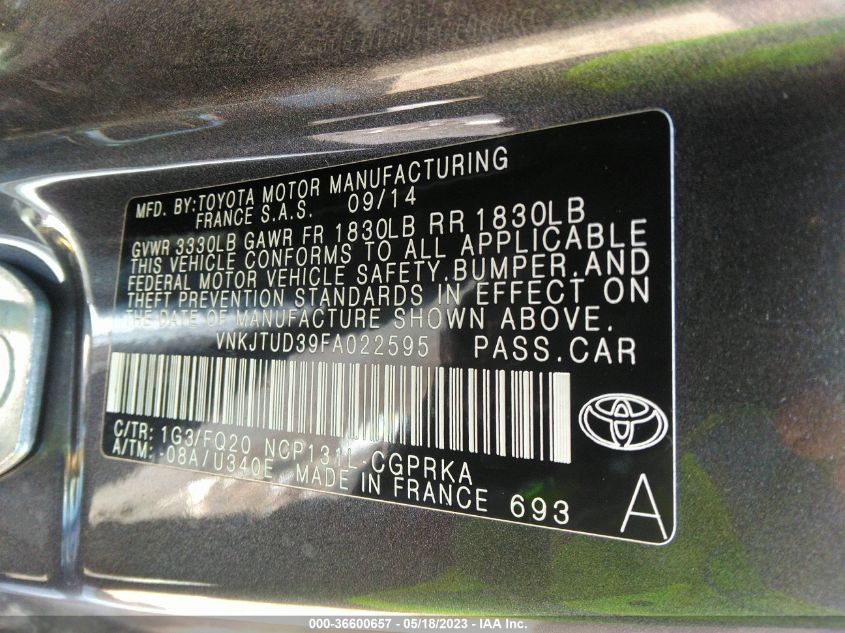 MFD. BY:TOYOTA MOTOR MANUFACTURING
FRANCE S.A.S. 09/14
GVWR 3330LB GAWR FR 1830LB RR 1830LB
THIS VEHICLE CONFORMS TO ALL APPLICABLE
FEDERAL MOTOR VEHICLE SAFETY,BUMPER,AND
THEFT PREVENTION STANDARDS IN EFFECT ON
THE DATE OF MANUFACTURE SHOWN ABOVE.
VNKJTUD39FA022595 PASS.CAR
C/TR: 1G3/FQ20 NCP131L-CGPRKA
A/TM: -08A/U340E MADE IN FRANCE 693
A
000-36600657 - 05/18/2023 - IAA Inc.